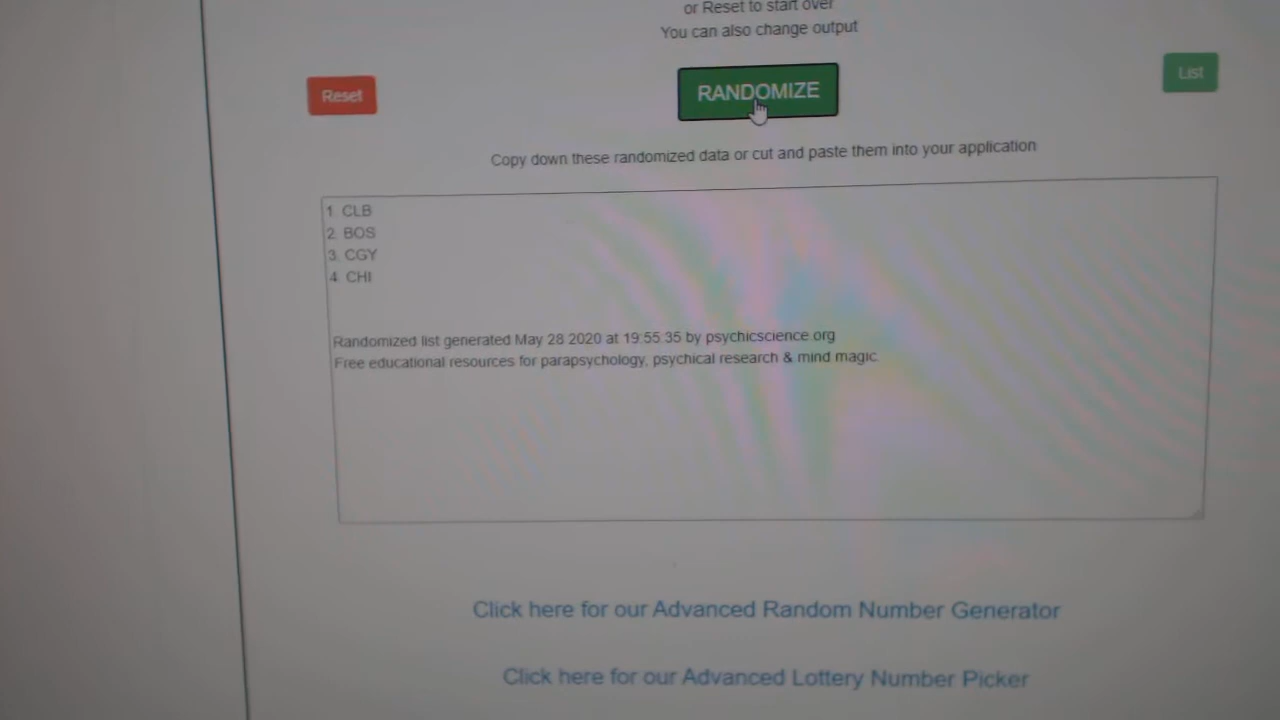 or Reset to start over
You can also change output
Reset
RANDOMIZE
List
Copy down these randomized data or cut and paste them into your application
1. CLB
2. BOS
3. CGY
4. CHI
Randomized list generated May 28 2020 at 19:55:35 by psychicscience.org
Free educational resources for parapsychology, psychical research & mind magic
Click here for our Advanced Random Number Generator
Click here for our Advanced Lottery Number Picker